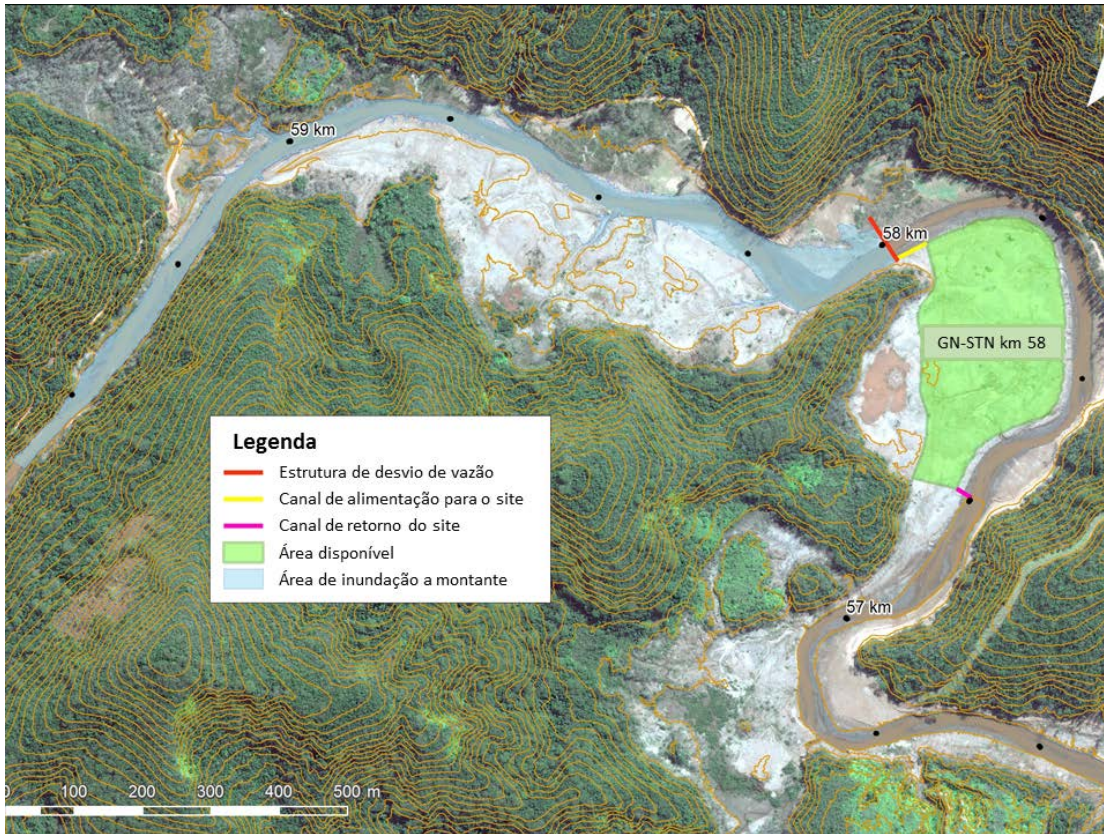 59 km
58 km
GN-STN km 58
Legenda
Estrutura de desvio de vazão
Canal de alimentação para o site
Canal de retorno do site
Área disponível
Área de inundação a montante
57 km
0 100 200 300 400 500 m